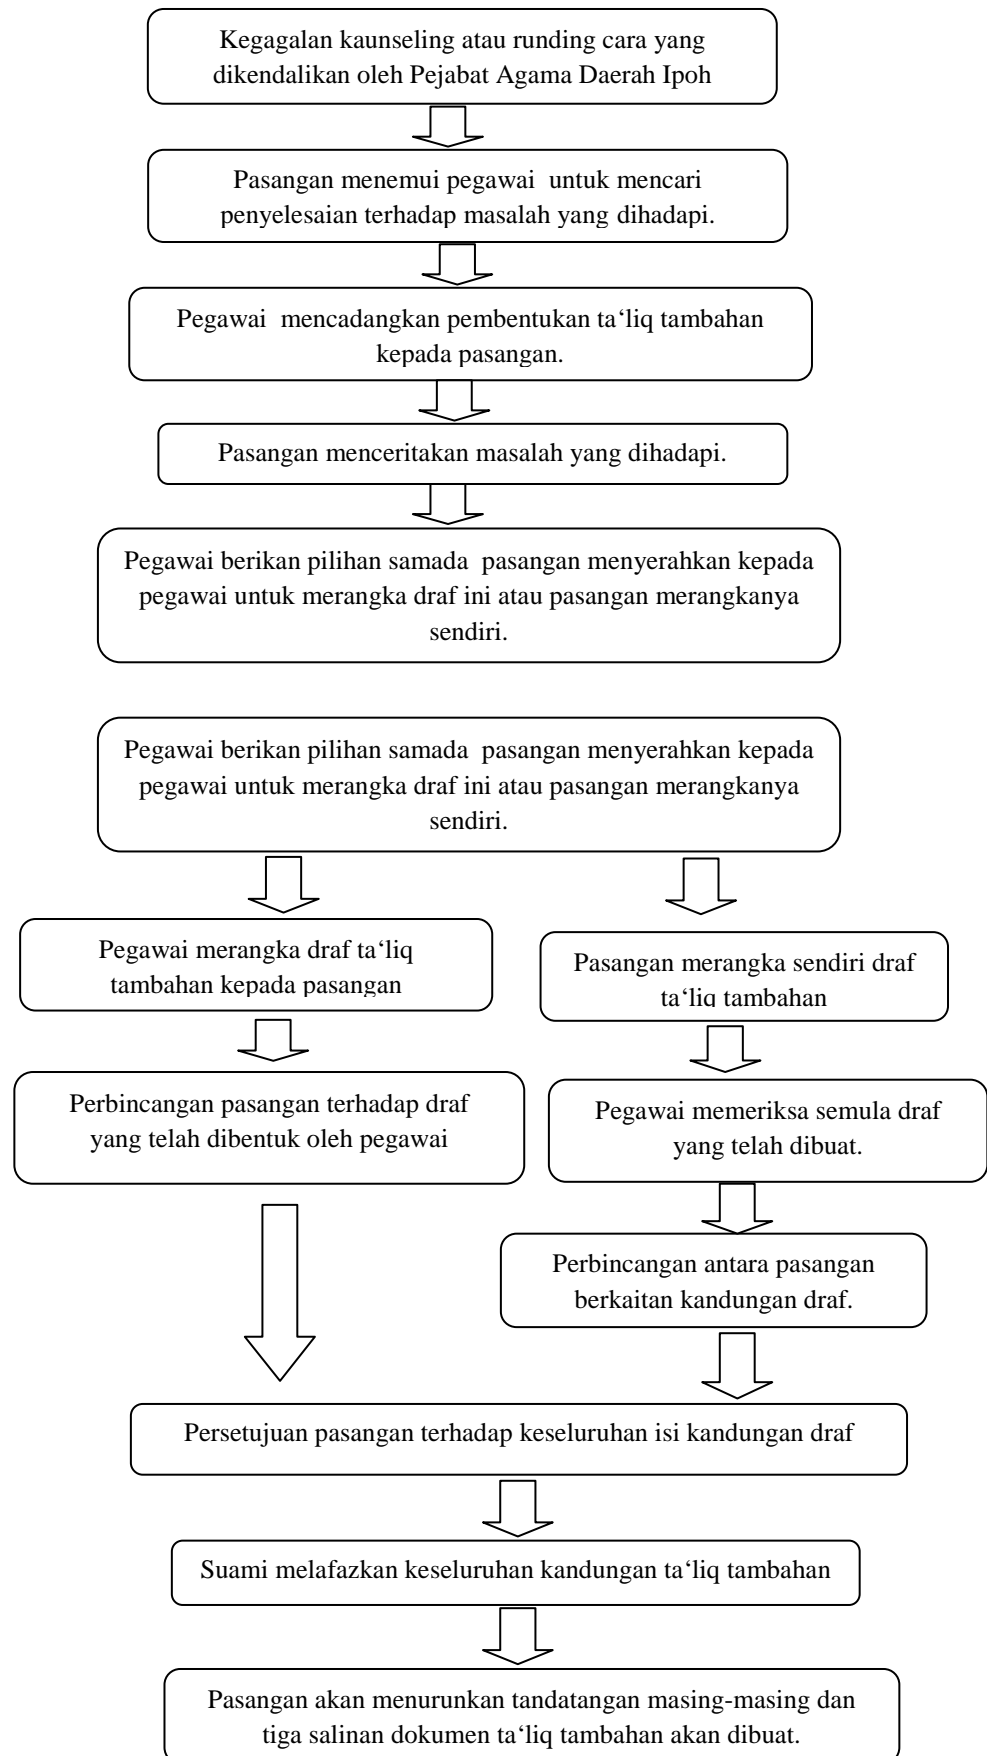 Kegagalan kaunseling atau runding cara yang
dikendalikan oleh Pejabat Agama Daerah Ipoh
Pasangan menemui pegawai  untuk mencari
penyelesaian terhadap masalah yang dihadapi.
Pegawai  mencadangkan pembentukan ta‘liq tambahan
kepada pasangan.
Pasangan menceritakan masalah yang dihadapi.
Pegawai berikan pilihan samada  pasangan menyerahkan kepada
pegawai untuk merangka draf ini atau pasangan merangkanya
sendiri.
Pegawai berikan pilihan samada  pasangan menyerahkan kepada
pegawai untuk merangka draf ini atau pasangan merangkanya
sendiri.
Pegawai merangka draf ta‘liq
tambahan kepada pasangan
Perbincangan pasangan terhadap draf
yang telah dibentuk oleh pegawai
Pasangan merangka sendiri draf
ta‘liq tambahan
Pegawai memeriksa semula draf
yang telah dibuat.
Perbincangan antara pasangan
berkaitan kandungan draf.
Persetujuan pasangan terhadap keseluruhan isi kandungan draf
Suami melafazkan keseluruhan kandungan ta‘liq tambahan
Pasangan akan menurunkan tandatangan masing-masing dan
tiga salinan dokumen ta‘liq tambahan akan dibuat.